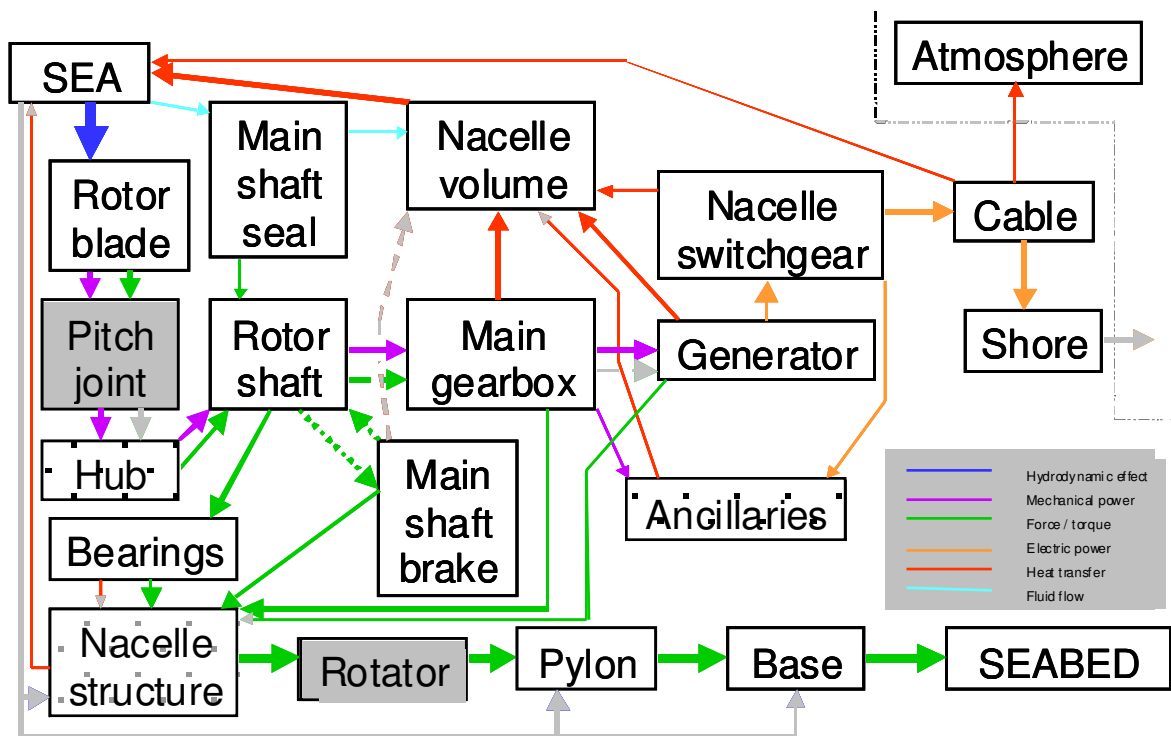 SEA
Atmosphere
Main
shaft
seal
Nacelle
volume
Rotor
blade
Nacelle
switchgear
Cable
Pitch
joint
Rotor
shaft
Main
gearbox
Generator
Shore
Hub
Main
shaft
brake
Ancillaries
Bearings
Hydrodynamic effect
Mechanical power
Force / torque
Electric power
Heat transfer
Fluid flow
Nacelle
structure
Rotator
Pylon
Base
SEABED